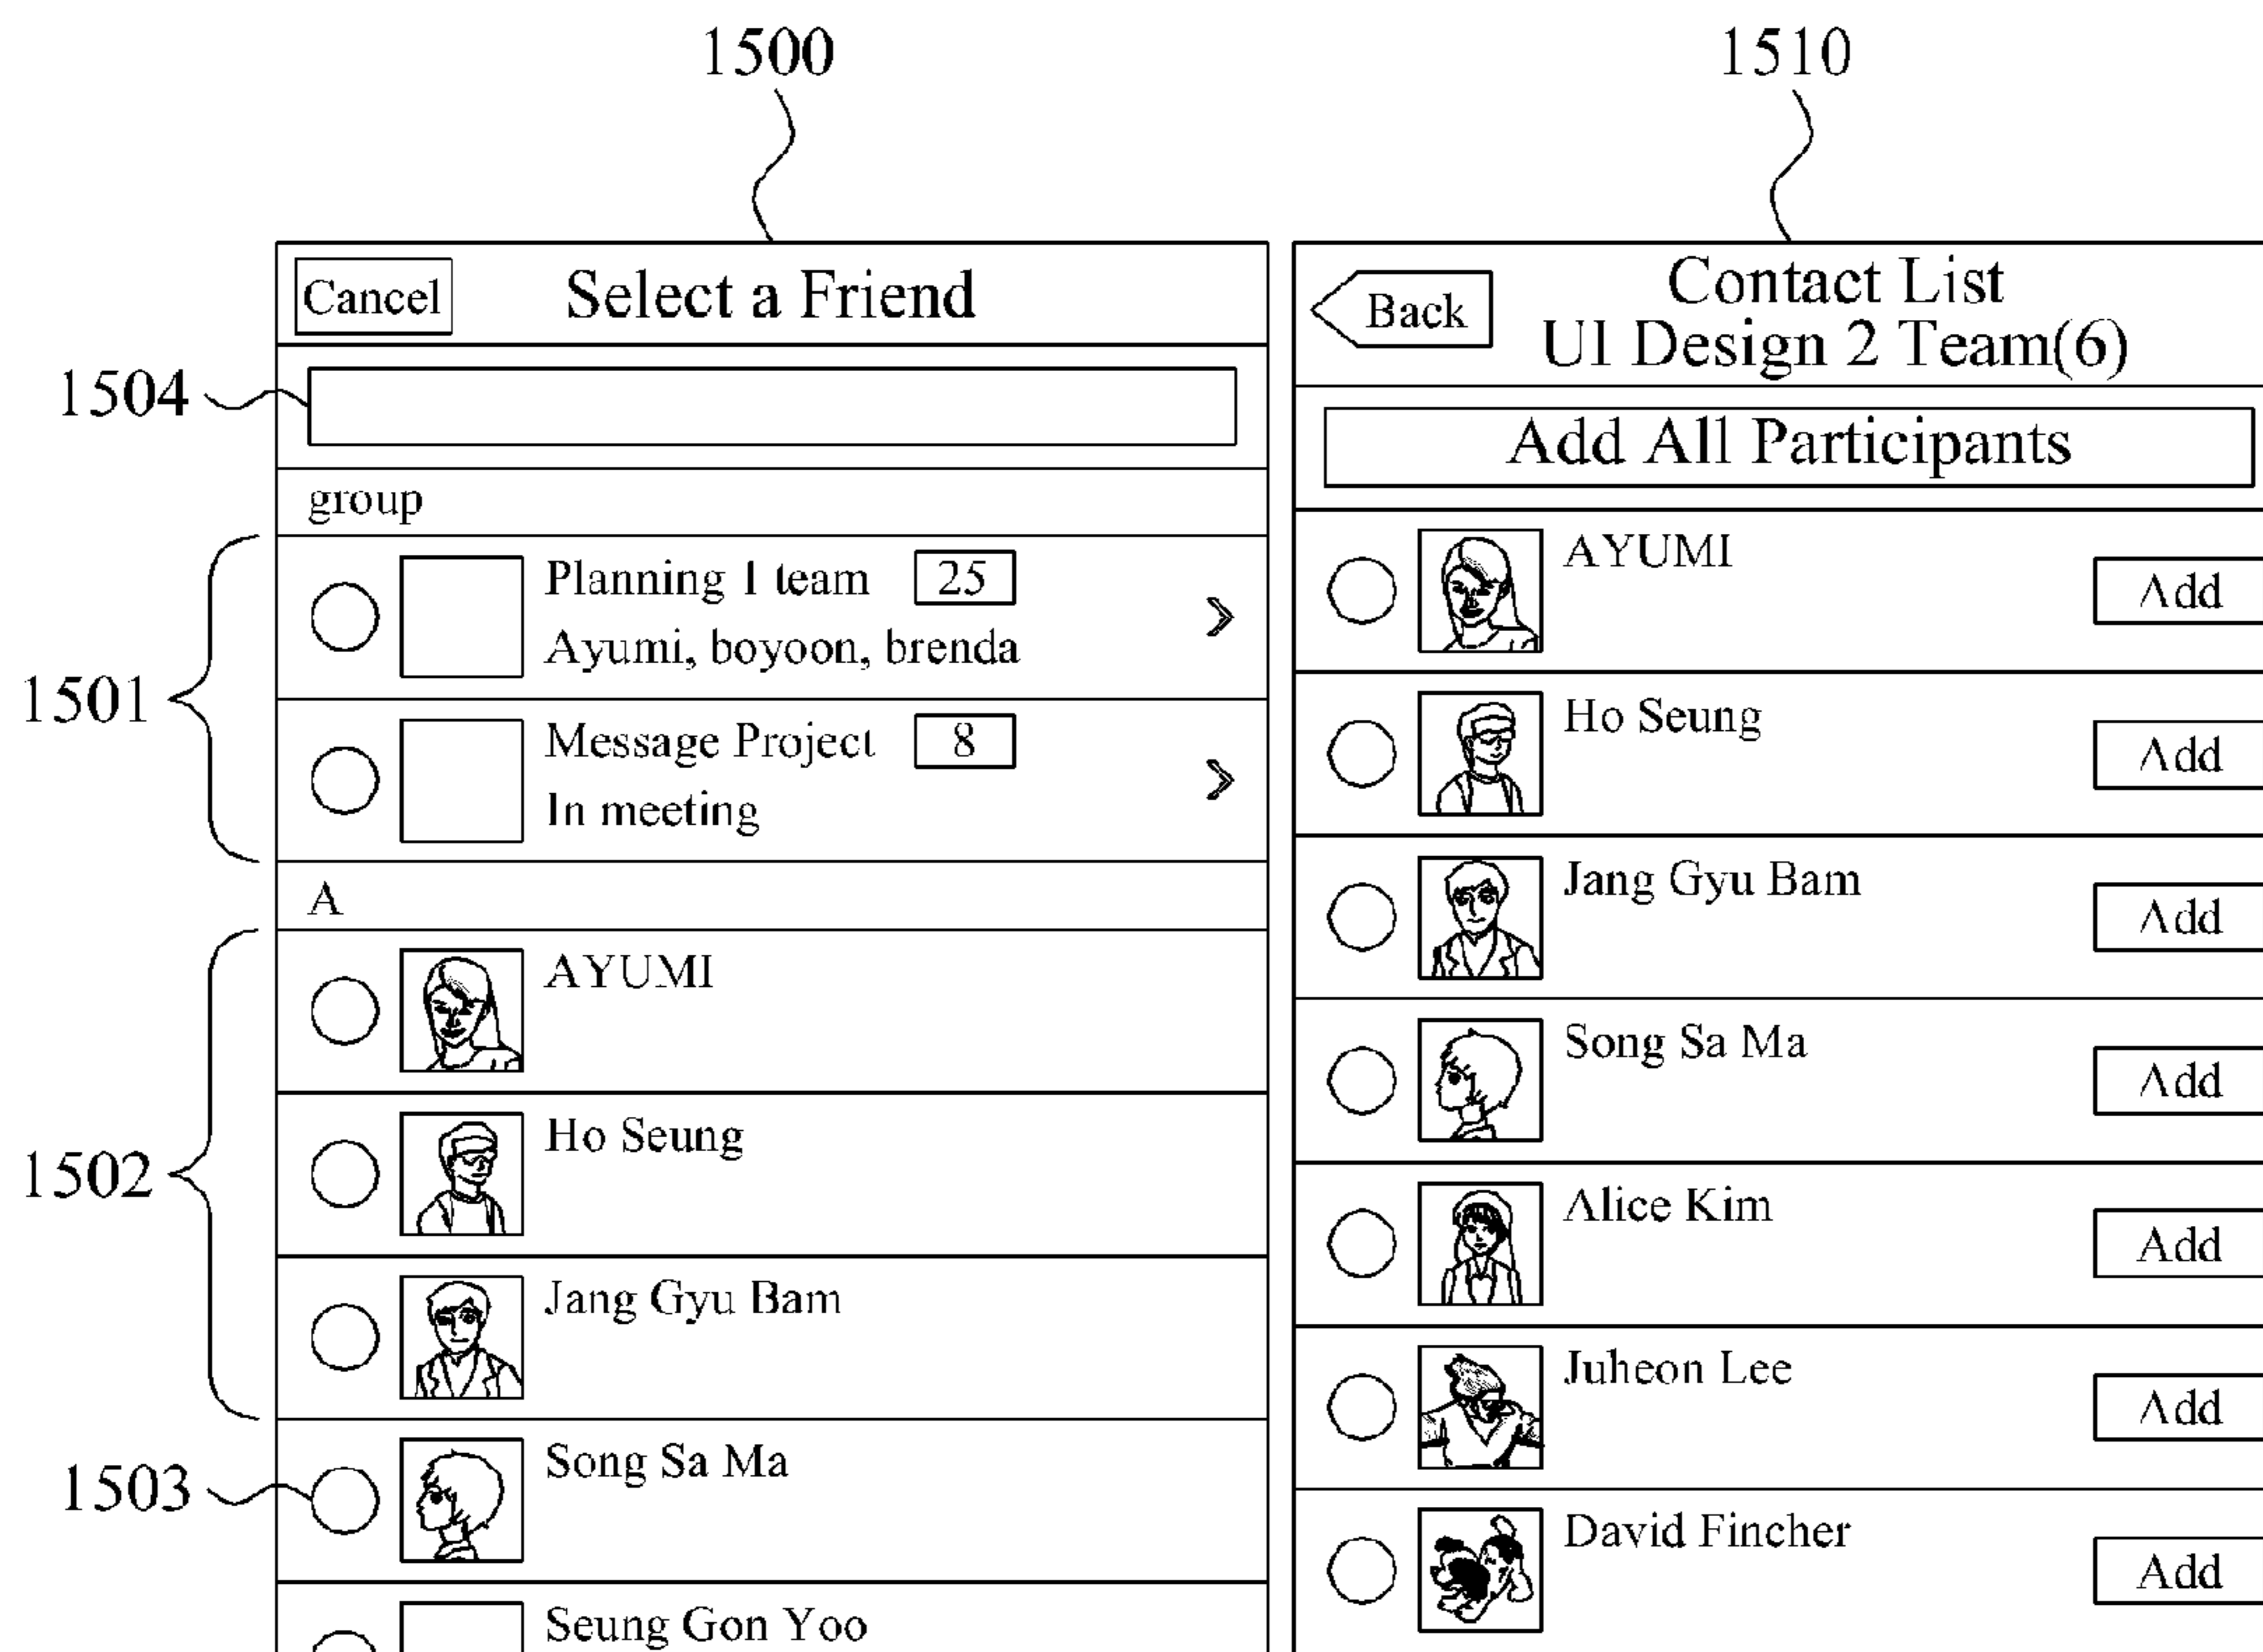 1500
1510
Cancel
Select a Friend
1504
group
1501
Planning 1 team 25
Ayumi, boyoon, brenda
Message Project 8
In meeting
A
1502
AYUMI
Ho Seung
Jang Gyu Bam
1503
Song Sa Ma
Seung Gon Yoo
Back
Contact List
UI Design 2 Team(6)
Add All Participants
AYUMI
Add
Ho Seung
Add
Jang Gyu Bam
Add
Song Sa Ma
Add
Alice Kim
Add
Juheon Lee
Add
David Fincher
Add